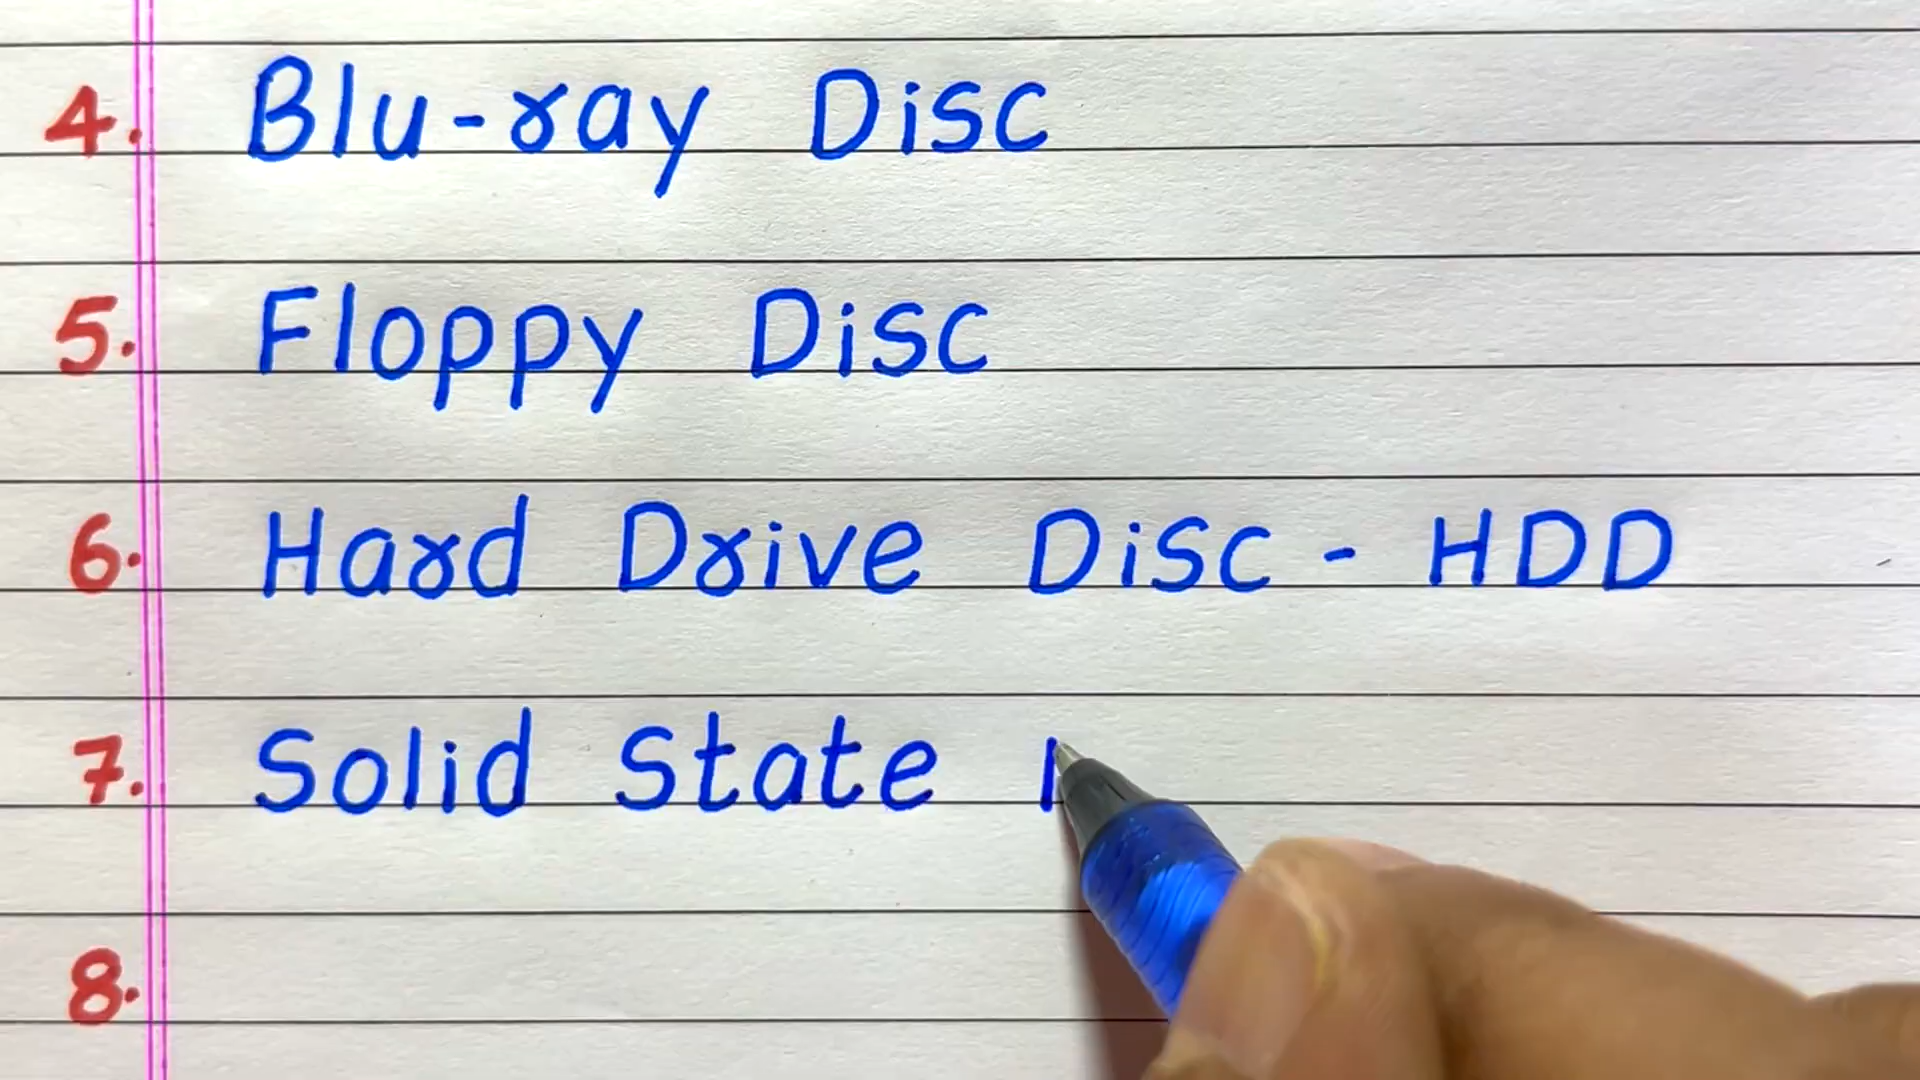 4. Blu-ray Disc
5. Floppy Disc
6. Hard Drive Disc - HDD
7. Solid State
8.